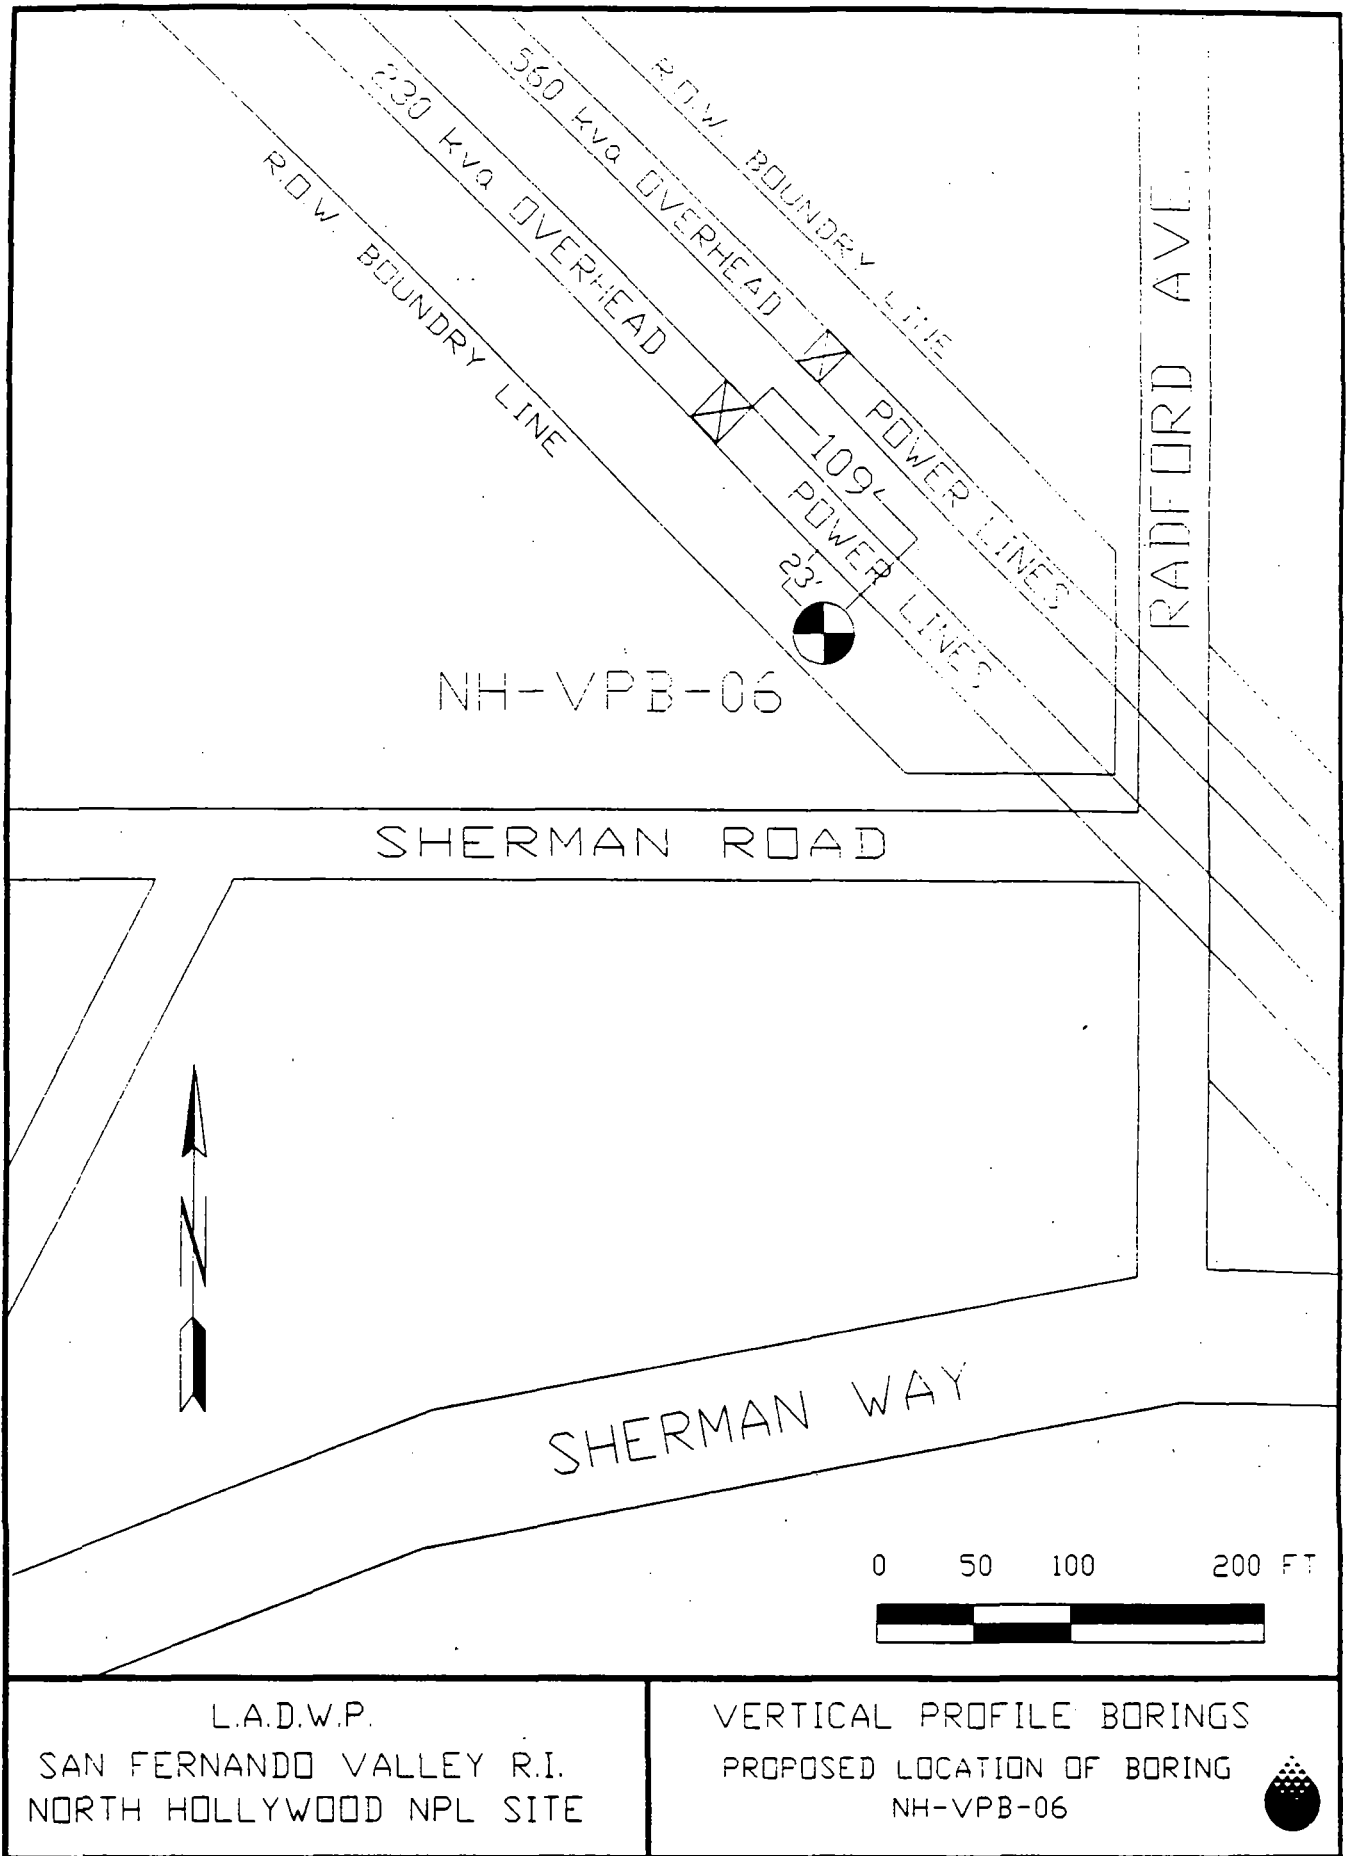 R.O.W. BOUNDRY LINE
560 kva OVERHEAD POWER LINES
230 kva OVERHEAD POWER LINES
R.O.W. BOUNDRY LINE
RADFORD AVE.
109'
23'
NH-VPB-06
SHERMAN ROAD
N
SHERMAN WAY
0 50 100 200 FT
L.A.D.W.P.
SAN FERNANDO VALLEY R.I.
NORTH HOLLYWOOD NPL SITE
VERTICAL PROFILE BORINGS
PROPOSED LOCATION OF BORING
NH-VPB-06